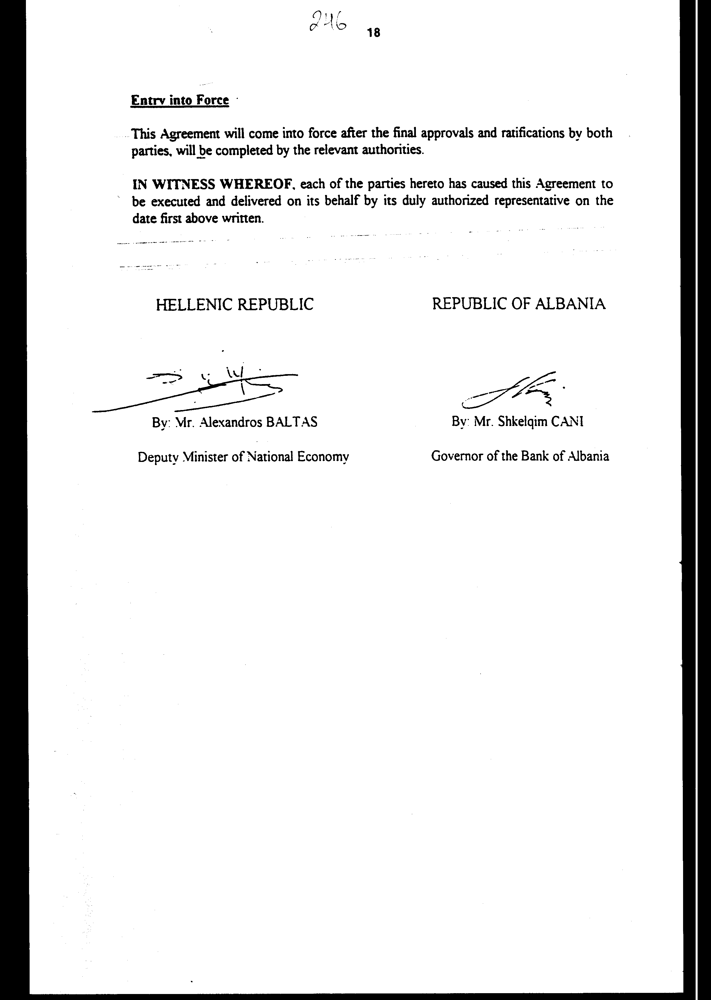 246
18
Entry into Force
This Agreement will come into force after the final approvals and ratifications by both
parties, will be completed by the relevant authorities.
IN WITNESS WHEREOF, each of the parties hereto has caused this Agreement to
be executed and delivered on its behalf by its duly authorized representative on the
date first above written.
HELLENIC REPUBLIC
REPUBLIC OF ALBANIA
By: Mr. Alexandros BALTAS
By: Mr. Shkelqim CANI
Deputy Minister of National Economy
Governor of the Bank of Albania